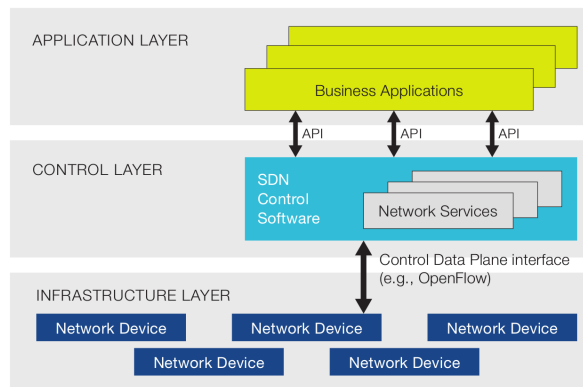 APPLICATION LAYER
Business Applications
API
API
API
CONTROL LAYER
SDN
Control
Software
Network Services
Control Data Plane interface
(e.g., OpenFlow)
INFRASTRUCTURE LAYER
Network Device
Network Device
Network Device
Network Device
Network Device